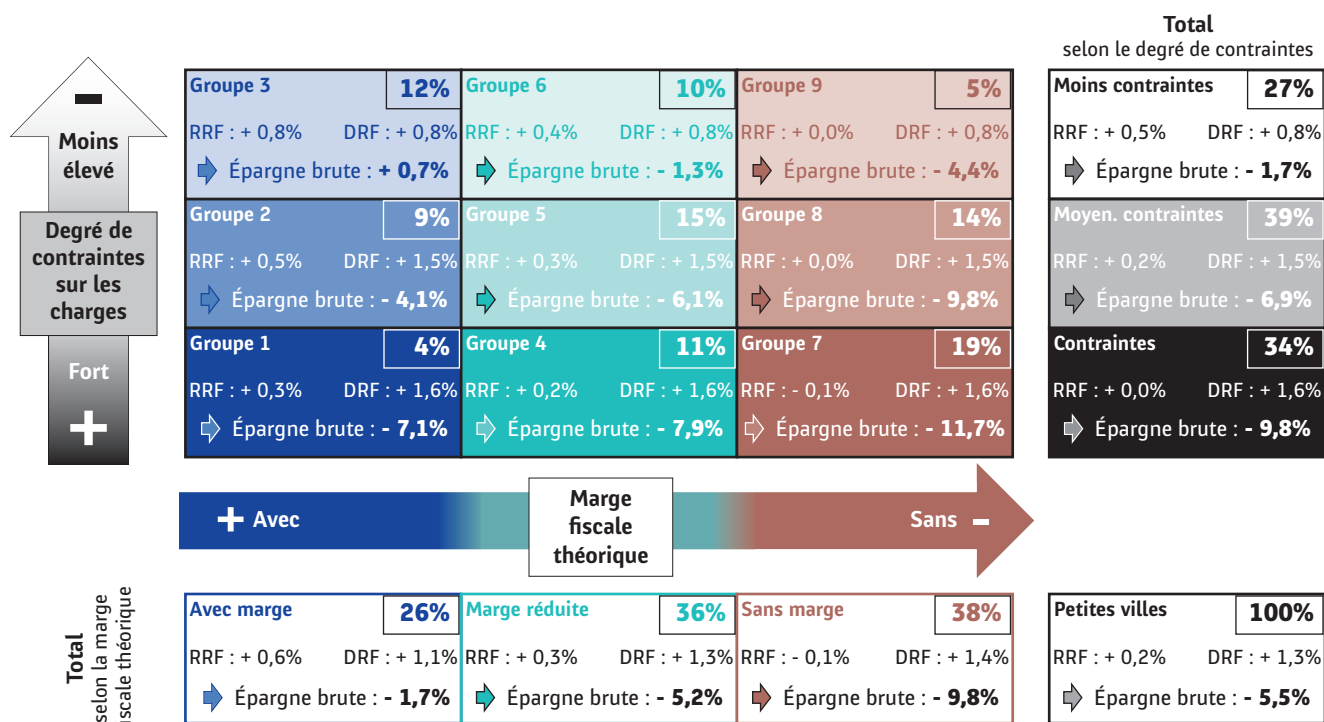 Total
selon le degré de contraintes
Groupe 3 12% Groupe 6 10% Groupe 9 5% Moins contraintes 27%
RRF : + 0,8% DRF : + 0,8% RRF : + 0,4% DRF : + 0,8% RRF : + 0,0% DRF : + 0,8% RRF : + 0,5% DRF : + 0,8%
Épargne brute : + 0,7% Épargne brute : - 1,3% Épargne brute : - 4,4% Épargne brute : - 1,7%
-
Moins
élevé
Groupe 2 9% Groupe 5 15% Groupe 8 14% Moyen. contraintes 39%
RRF : + 0,5% DRF : + 1,5% RRF : + 0,3% DRF : + 1,5% RRF : + 0,0% DRF : + 1,5% RRF : + 0,2% DRF : + 1,5%
Épargne brute : - 4,1% Épargne brute : - 6,1% Épargne brute : - 9,8% Épargne brute : - 6,9%
Degré de
contraintes
sur les
charges
Groupe 1 4% Groupe 4 11% Groupe 7 19% Contraintes 34%
RRF : + 0,3% DRF : + 1,6% RRF : + 0,2% DRF : + 1,6% RRF : - 0,1% DRF : + 1,6% RRF : + 0,0% DRF : + 1,6%
Épargne brute : - 7,1% Épargne brute : - 7,9% Épargne brute : - 11,7% Épargne brute : - 9,8%
Fort
+
+ Avec
Marge
fiscale
théorique
Sans -
Total
selon la marge
iscale théorique
Avec marge 26% Marge réduite 36% Sans marge 38% Petites villes 100%
RRF : + 0,6% DRF : + 1,1% RRF : + 0,3% DRF : + 1,3% RRF : - 0,1% DRF : + 1,4% RRF : + 0,2% DRF : + 1,3%
Épargne brute : - 1,7% Épargne brute : - 5,2% Épargne brute : - 9,8% Épargne brute : - 5,5%